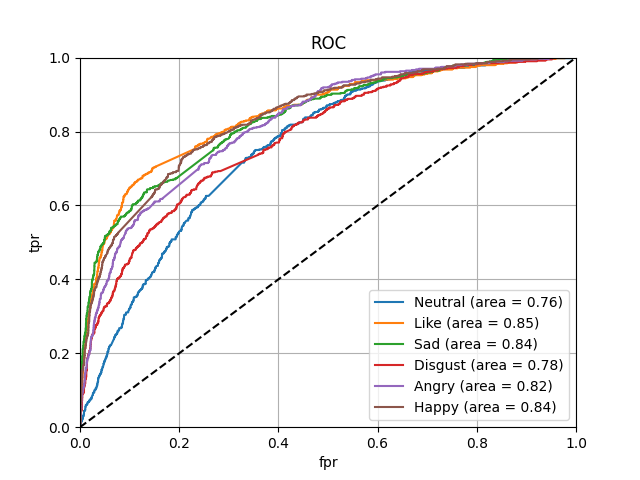 ROC
tpr
1.0
0.8
0.6
0.4
0.2
0.0
Neutral (area = 0.76)
Like (area = 0.85)
Sad (area = 0.84)
Disgust (area = 0.78)
Angry (area = 0.82)
Happy (area = 0.84)
0.0 0.2 0.4 0.6 0.8 1.0
fpr